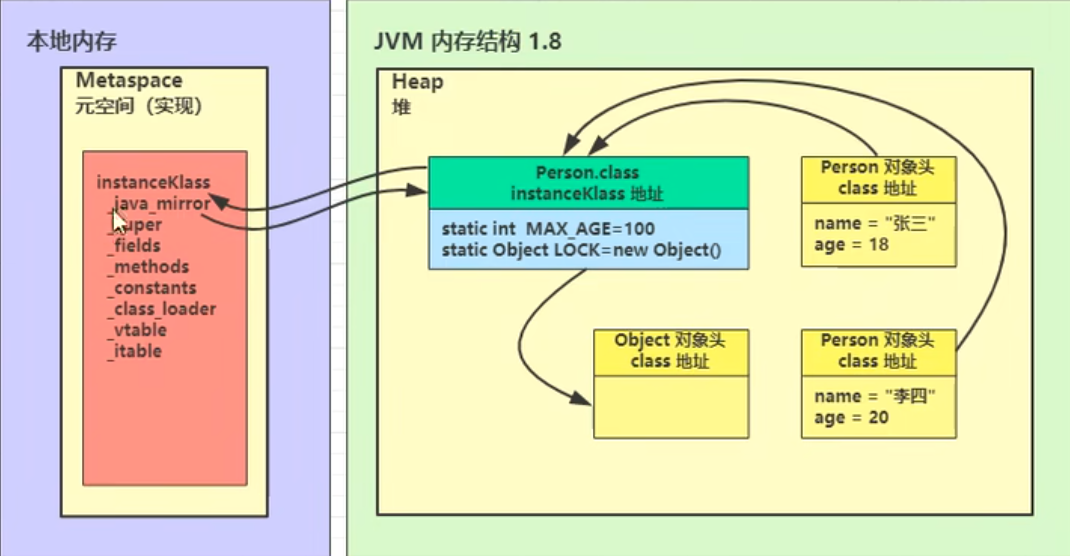 本地内存
Metaspace
元空间（实现）
instanceKlass
_java_mirror
_super
_fields
_methods
_constants
_class_loader
_vtable
_itable
JVM 内存结构 1.8
Heap
堆
Person.class
instanceKlass 地址
static int MAX_AGE=100
static Object LOCK=new Object()
Person 对象头
class 地址
name = "张三"
age = 18
Object 对象头
class 地址
Person 对象头
class 地址
name = "李四"
age = 20